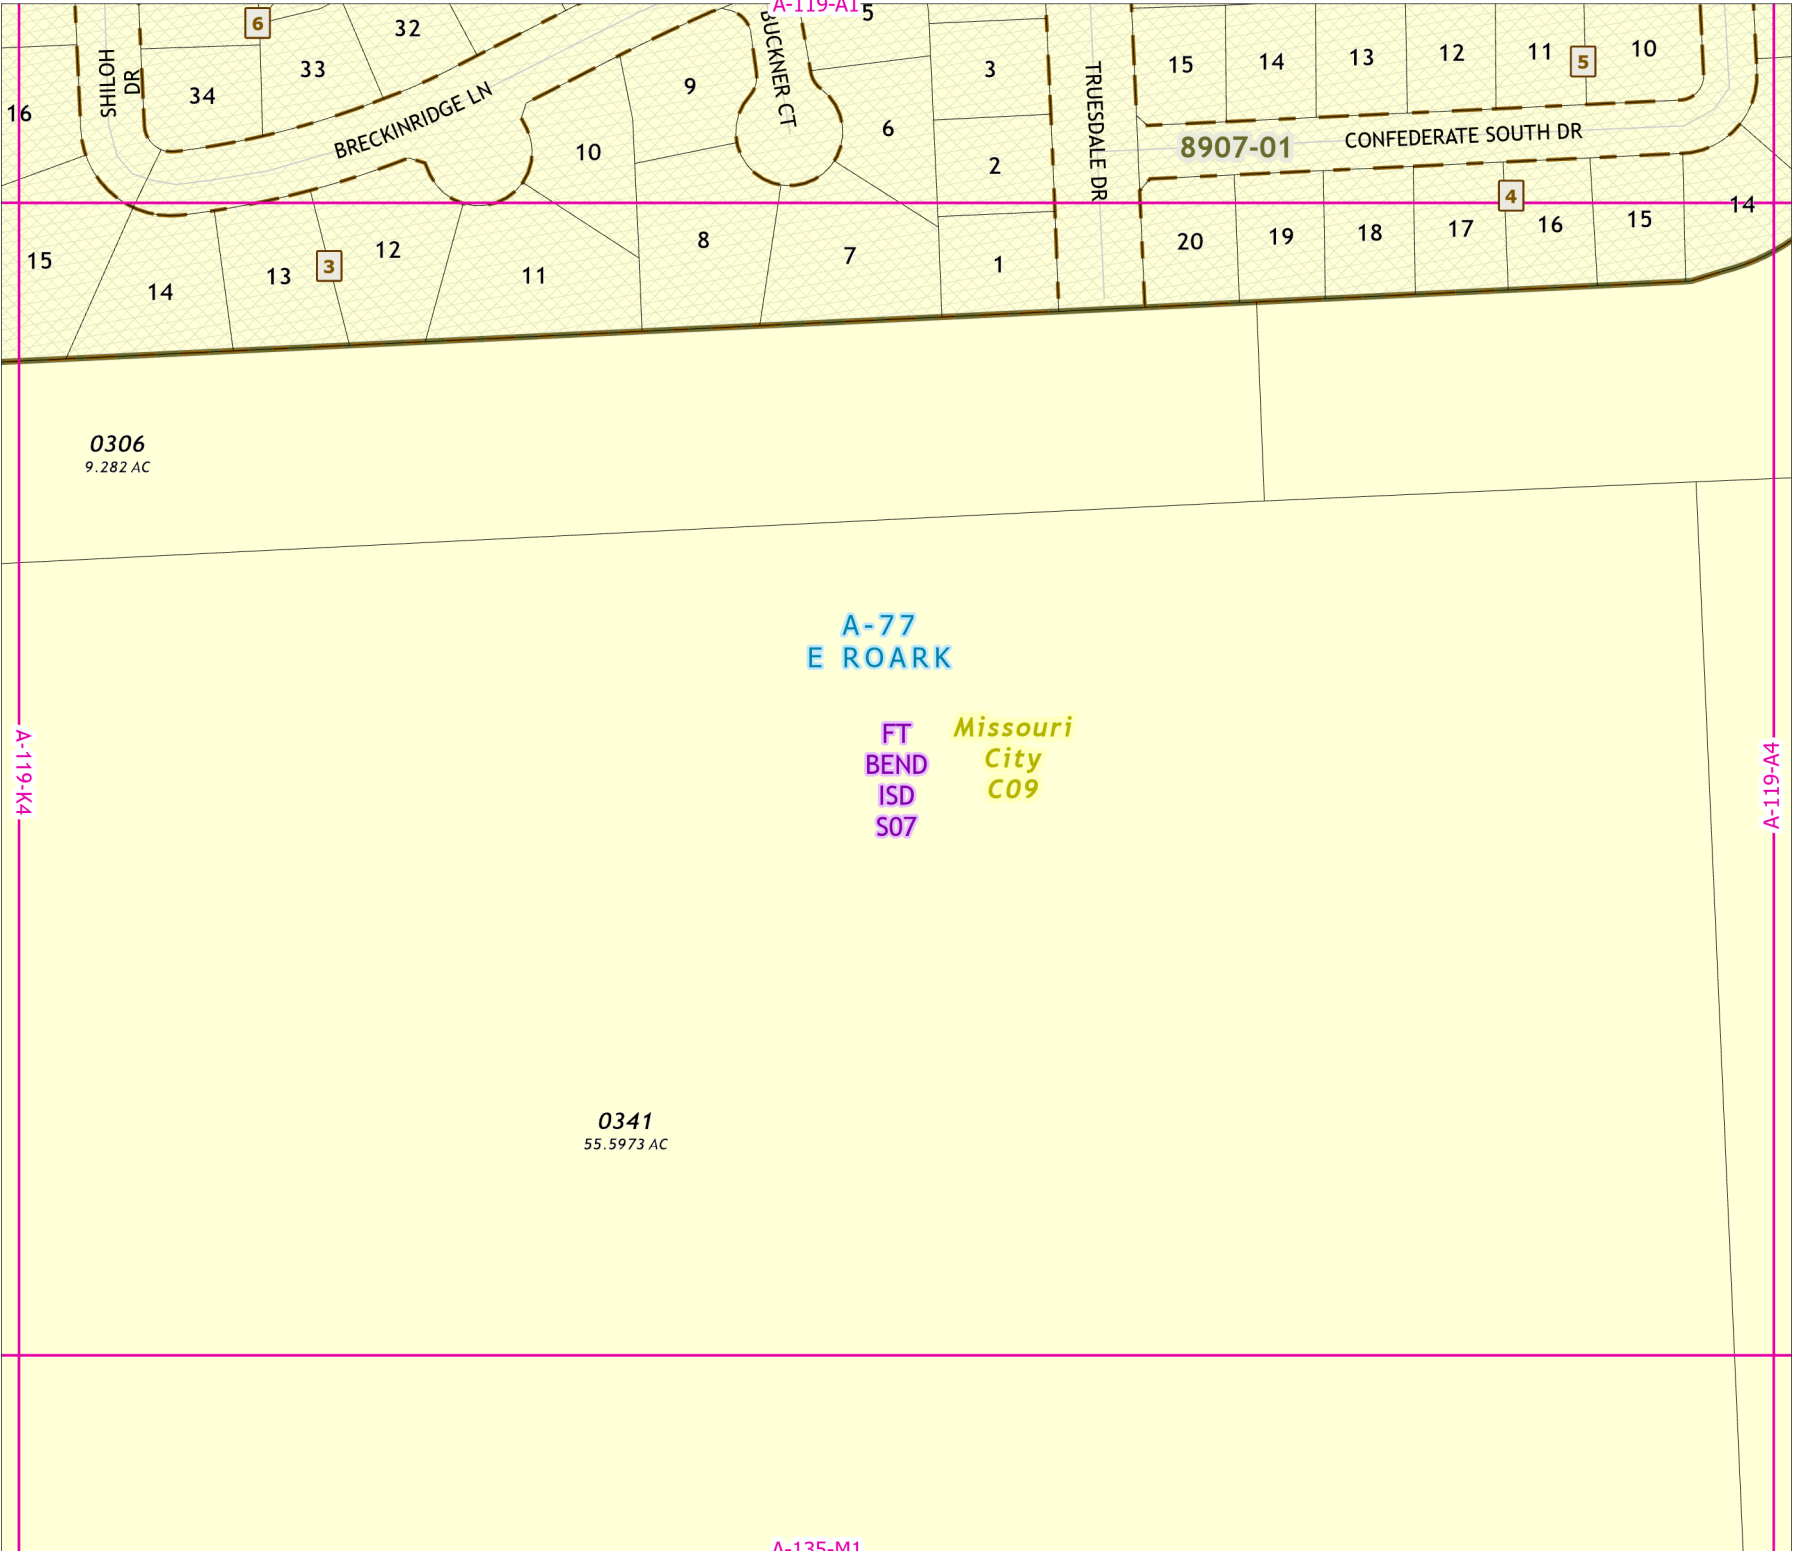 A-119-A1
6
32
5
33
34
16
SHILOH
DR
BRECKINRIDGE LN
9
BUCKNER CT
10
6
3
2
1
TRUESDALE DR
15
14
13
12
11
5
10
8907-01
CONFEDERATE SOUTH DR
4
14
20
19
18
17
16
15
15
14
13
3
12
11
8
7
0306
9.282 AC
A-77
E ROARK
FT
BEND
ISD
S07
Missouri
City
C09
A-119-K4
A-119-A4
0341
55.5973 AC
A-135-M1